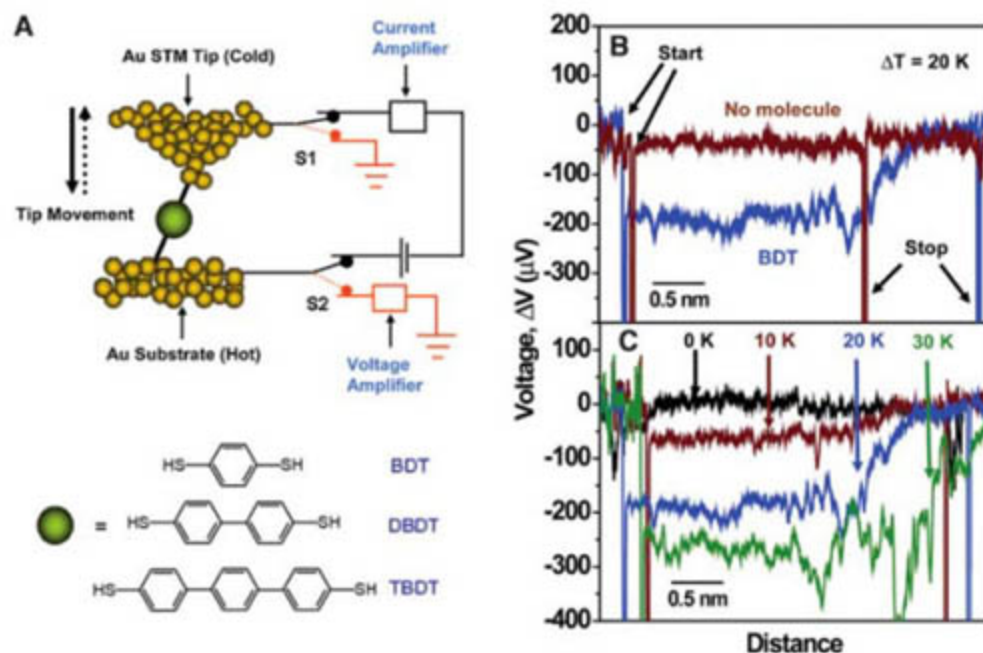 A
Current
Amplifier
Au STM Tip (Cold)
S1
Tip Movement
S2
Au Substrate (Hot)
Voltage
Amplifier
HS
SH
BDT
=
HS
SH
DBDT
HS
SH
TBDT
Voltage, ΔV (µV)
200
100
0
-100
-200
-300
B
Start
ΔT = 20 K
No molecule
BDT
Stop
0.5 nm
100
0
-100
-200
-300
-400
C
0 K
10 K
20 K
30 K
0.5 nm
Distance